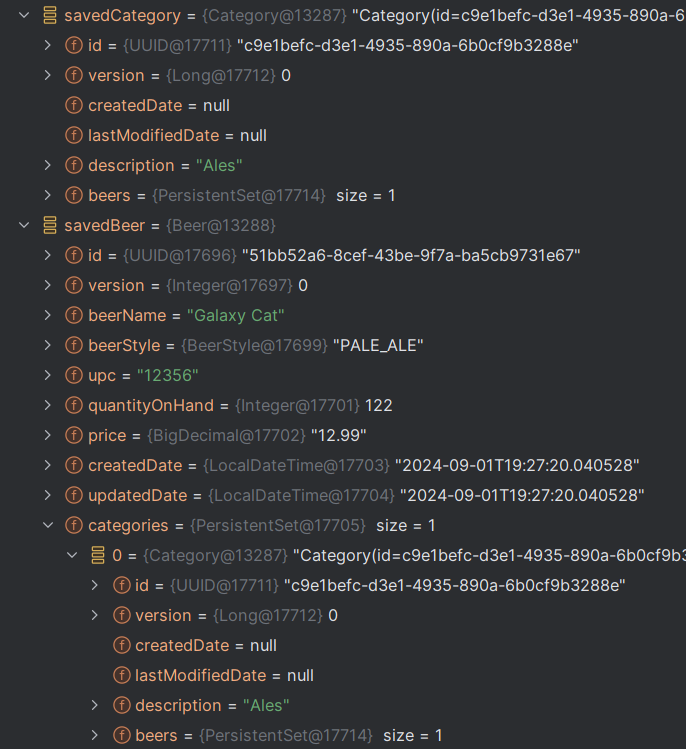 savedCategory = {Category@13287} "Category(id=c9e1befc-d3e1-4935-890a-6
f id = {UUID@17711} "c9e1befc-d3e1-4935-890a-6b0cf9b3288e"
f version = {Long@17712} 0
f createdDate = null
f lastModifiedDate = null
f description = "Ales"
f beers = {PersistentSet@17714} size = 1
savedBeer = {Beer@13288}
f id = {UUID@17696} "51bb52a6-8cef-43be-9f7a-ba5cb9731e67"
f version = {Integer@17697} 0
f beerName = "Galaxy Cat"
f beerStyle = {BeerStyle@17699} "PALE_ALE"
f upc = "12356"
f quantityOnHand = {Integer@17701} 122
f price = {BigDecimal@17702} "12.99"
f createdDate = {LocalDateTime@17703} "2024-09-01T19:27:20.040528"
f updatedDate = {LocalDateTime@17704} "2024-09-01T19:27:20.040528"
f categories = {PersistentSet@17705} size = 1
0 = {Category@13287} "Category(id=c9e1befc-d3e1-4935-890a-6b0cf9b3
f id = {UUID@17711} "c9e1befc-d3e1-4935-890a-6b0cf9b3288e"
f version = {Long@17712} 0
f createdDate = null
f lastModifiedDate = null
f description = "Ales"
f beers = {PersistentSet@17714} size = 1